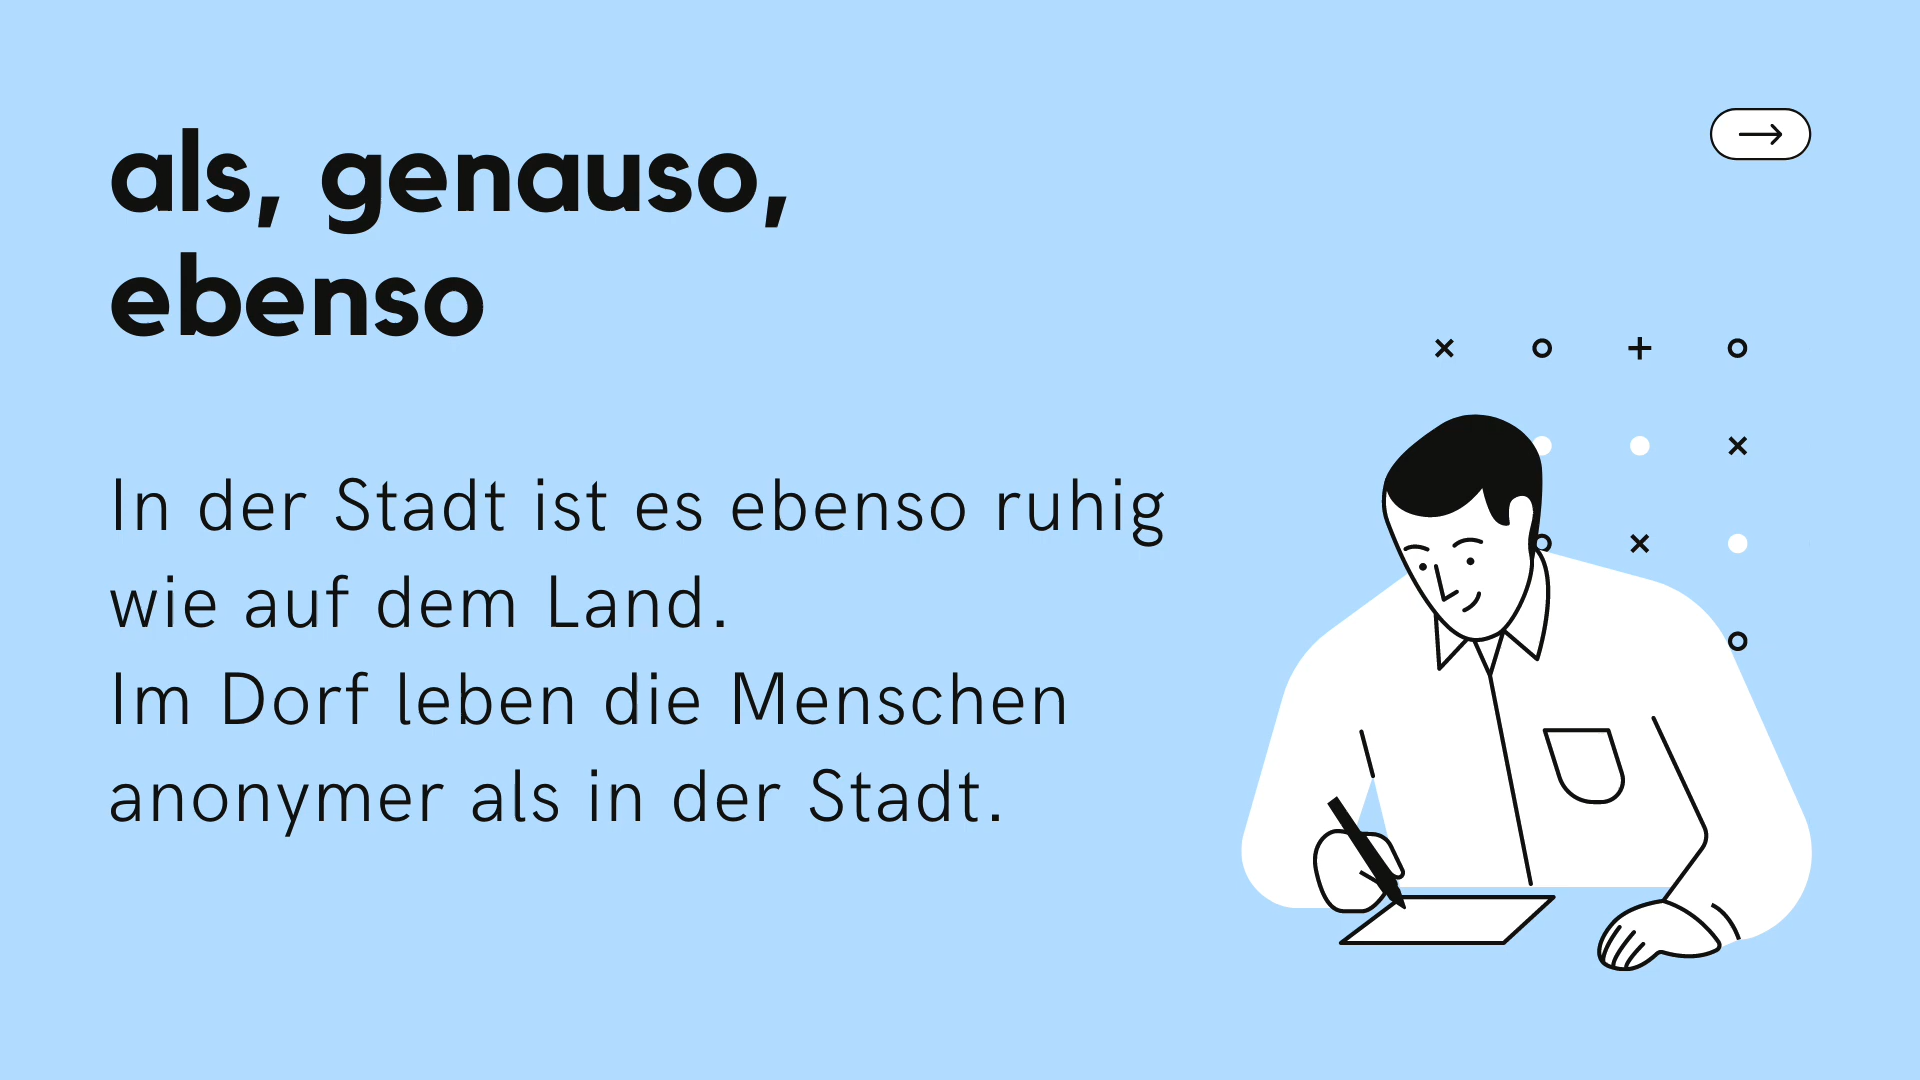 als, genauso,
ebenso
In der Stadt ist es ebenso ruhig
wie auf dem Land.
Im Dorf leben die Menschen
anonymer als in der Stadt.